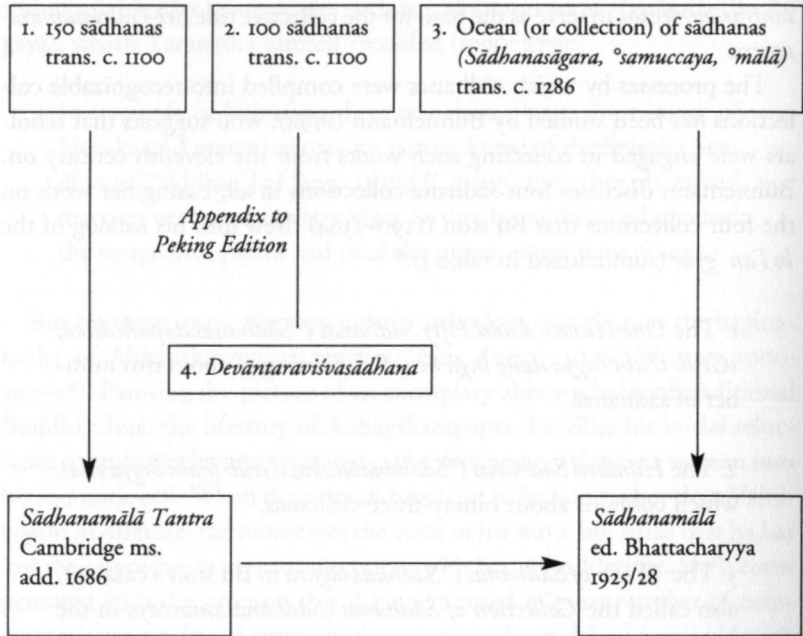 1. 150 sādhanas
trans. c. 1100
2. 100 sādhanas
trans. c. 1100
3. Ocean (or collection) of sādhanas
(Sādhanasāgara, °samuccaya, °mālā)
trans. c. 1286
Appendix to
Peking Edition
4. Devāntaraviśvasādhana
Sādhanamālā Tantra
Cambridge ms.
add. 1686
Sādhanamālā
ed. Bhattacharyya
1925/28